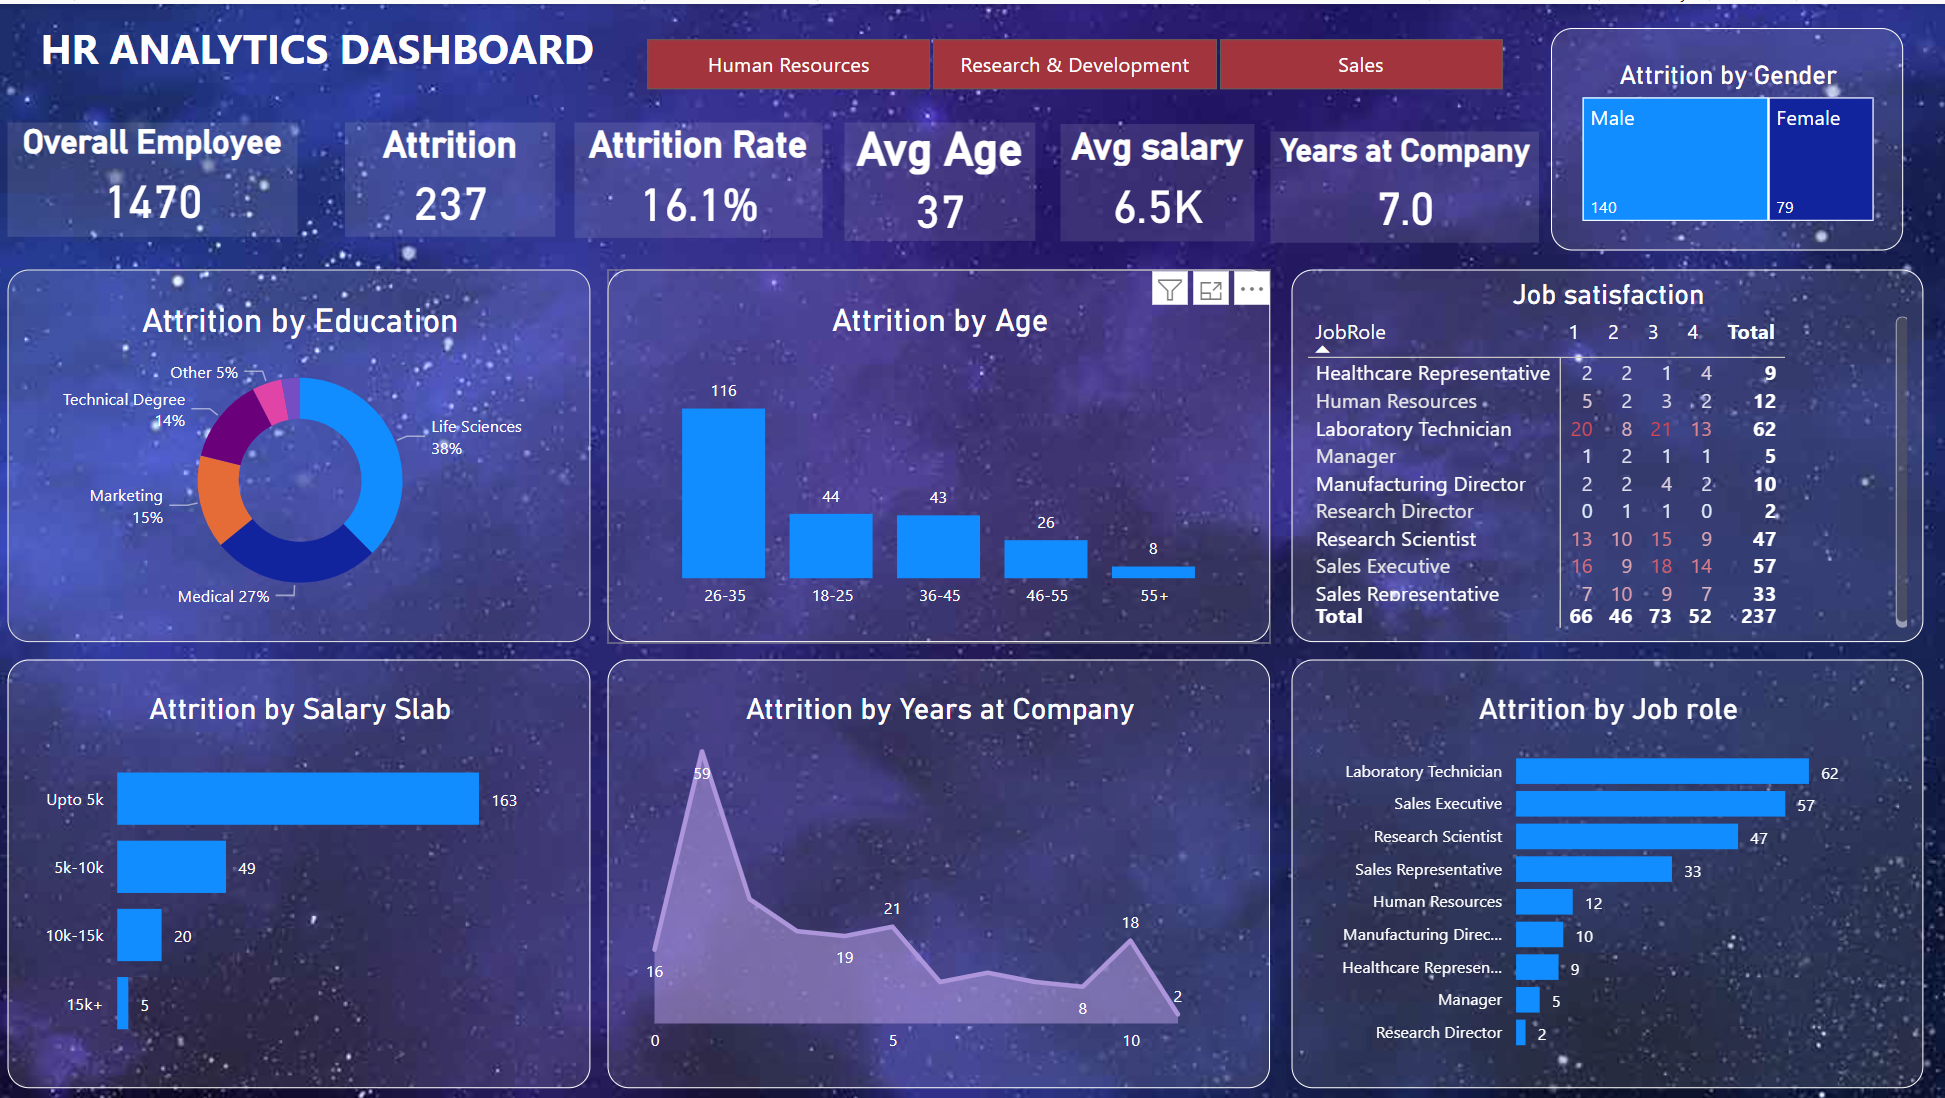 HR ANALYTICS DASHBOARD
Human Resources
Research & Development
Sales
Overall Employee
1470
Attrition
237
Attrition Rate
16.1%
Avg Age
37
Avg salary
6.5K
Years at Company
7.0
Attrition by Gender
Male
Female
140
79
Attrition by Education
Other 5%
Technical Degree
14%
Life Sciences
38%
Marketing
15%
Medical 27%
Attrition by Age
116
44
43
26
8
26-35
18-25
36-45
46-55
55+
Job satisfaction
JobRole 1 2 3 4 Total
Healthcare Representative 2 2 1 4 9
Human Resources 5 2 3 2 12
Laboratory Technician 20 8 21 13 62
Manager 1 2 1 1 5
Manufacturing Director 2 2 4 2 10
Research Director 0 1 1 0 2
Research Scientist 13 10 15 9 47
Sales Executive 16 9 18 14 57
Sales Representative 7 10 9 7 33
Total 66 46 73 52 237
Attrition by Salary Slab
Upto 5k 163
5k-10k 49
10k-15k 20
15k+ 5
Attrition by Years at Company
59
21
18
16
19
8
2
0
5
10
Attrition by Job role
Laboratory Technician 62
Sales Executive 57
Research Scientist 47
Sales Representative 33
Human Resources 12
Manufacturing Direc... 10
Healthcare Represen... 9
Manager 5
Research Director 2